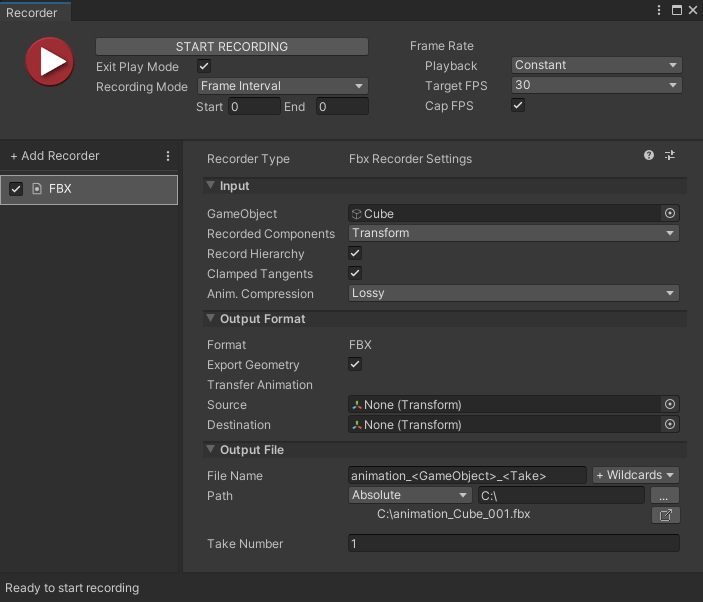 Recorder
START RECORDING
Exit Play Mode
Recording Mode Frame Interval
Start 0 End 0
Frame Rate
Playback Constant
Target FPS 30
Cap FPS
+ Add Recorder
FBX
Recorder Type Fbx Recorder Settings
Input
GameObject Cube
Recorded Components Transform
Record Hierarchy
Clamped Tangents
Anim. Compression Lossy
Output Format
Format FBX
Export Geometry
Transfer Animation
Source None (Transform)
Destination None (Transform)
Output File
File Name animation_<GameObject>_<Take> + Wildcards
Path Absolute C:\ ...
C:\animation_Cube_001.fbx
Take Number 1
Ready to start recording